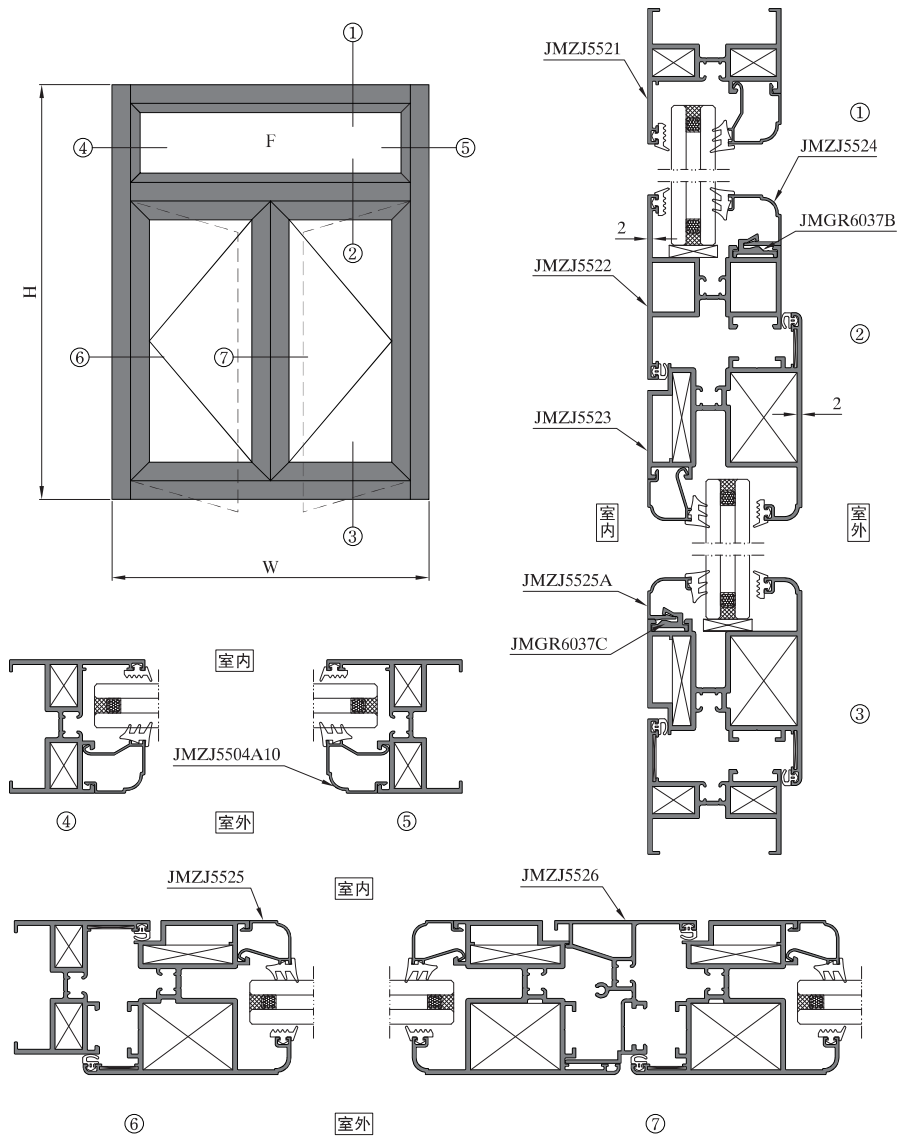 ①
F
④
⑤
②
H
⑥
⑦
③
W
JMZJ5521
①
JMZJ5524
2
JMGR6037B
JMZJ5522
②
2
JMZJ5523
室内
室外
JMZJ5525A
JMGR6037C
③
室内
JMZJ5504A10
④
室外
⑤
JMZJ5525
室内
JMZJ5526
⑥
室外
⑦